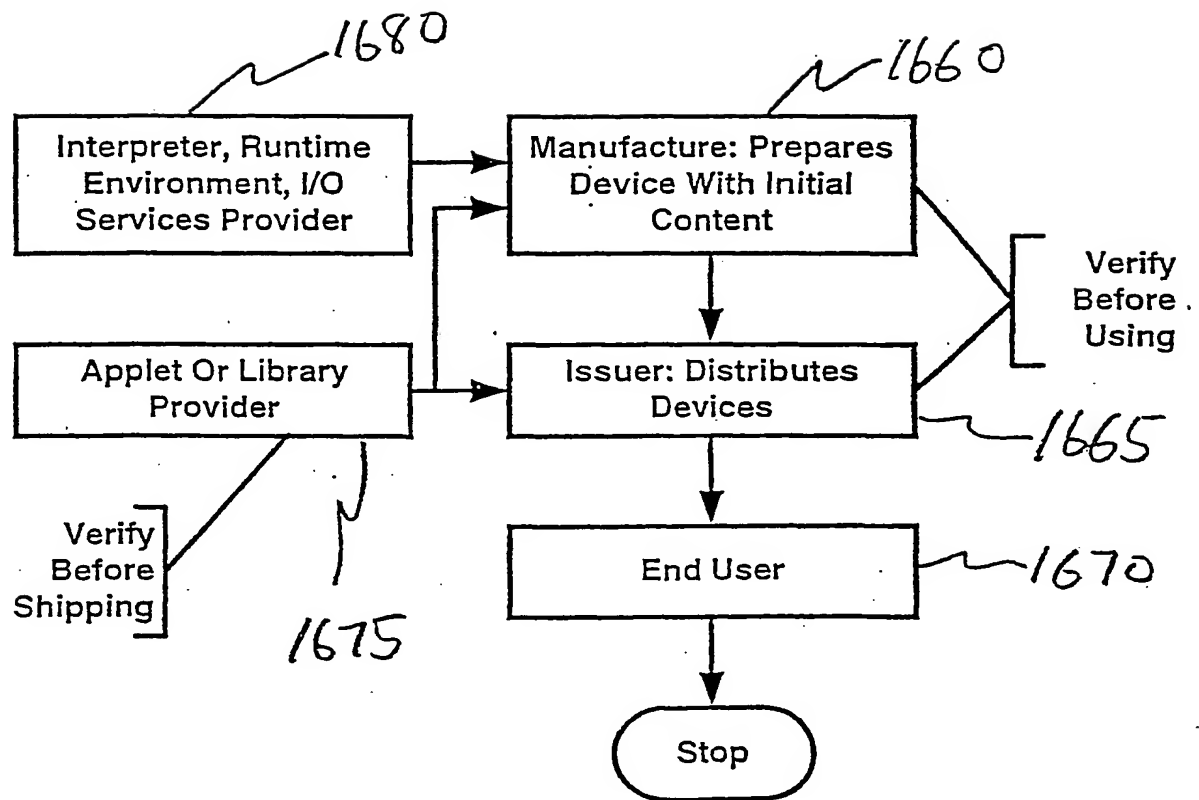 1680
1660
Interpreter, Runtime
Environment, I/O
Services Provider
Manufacture: Prepares
Device With Initial
Content
Verify
Before
Using
Applet Or Library
Provider
Issuer: Distributes
Devices
1665
Verify
Before
Shipping
1675
End User
1670
Stop